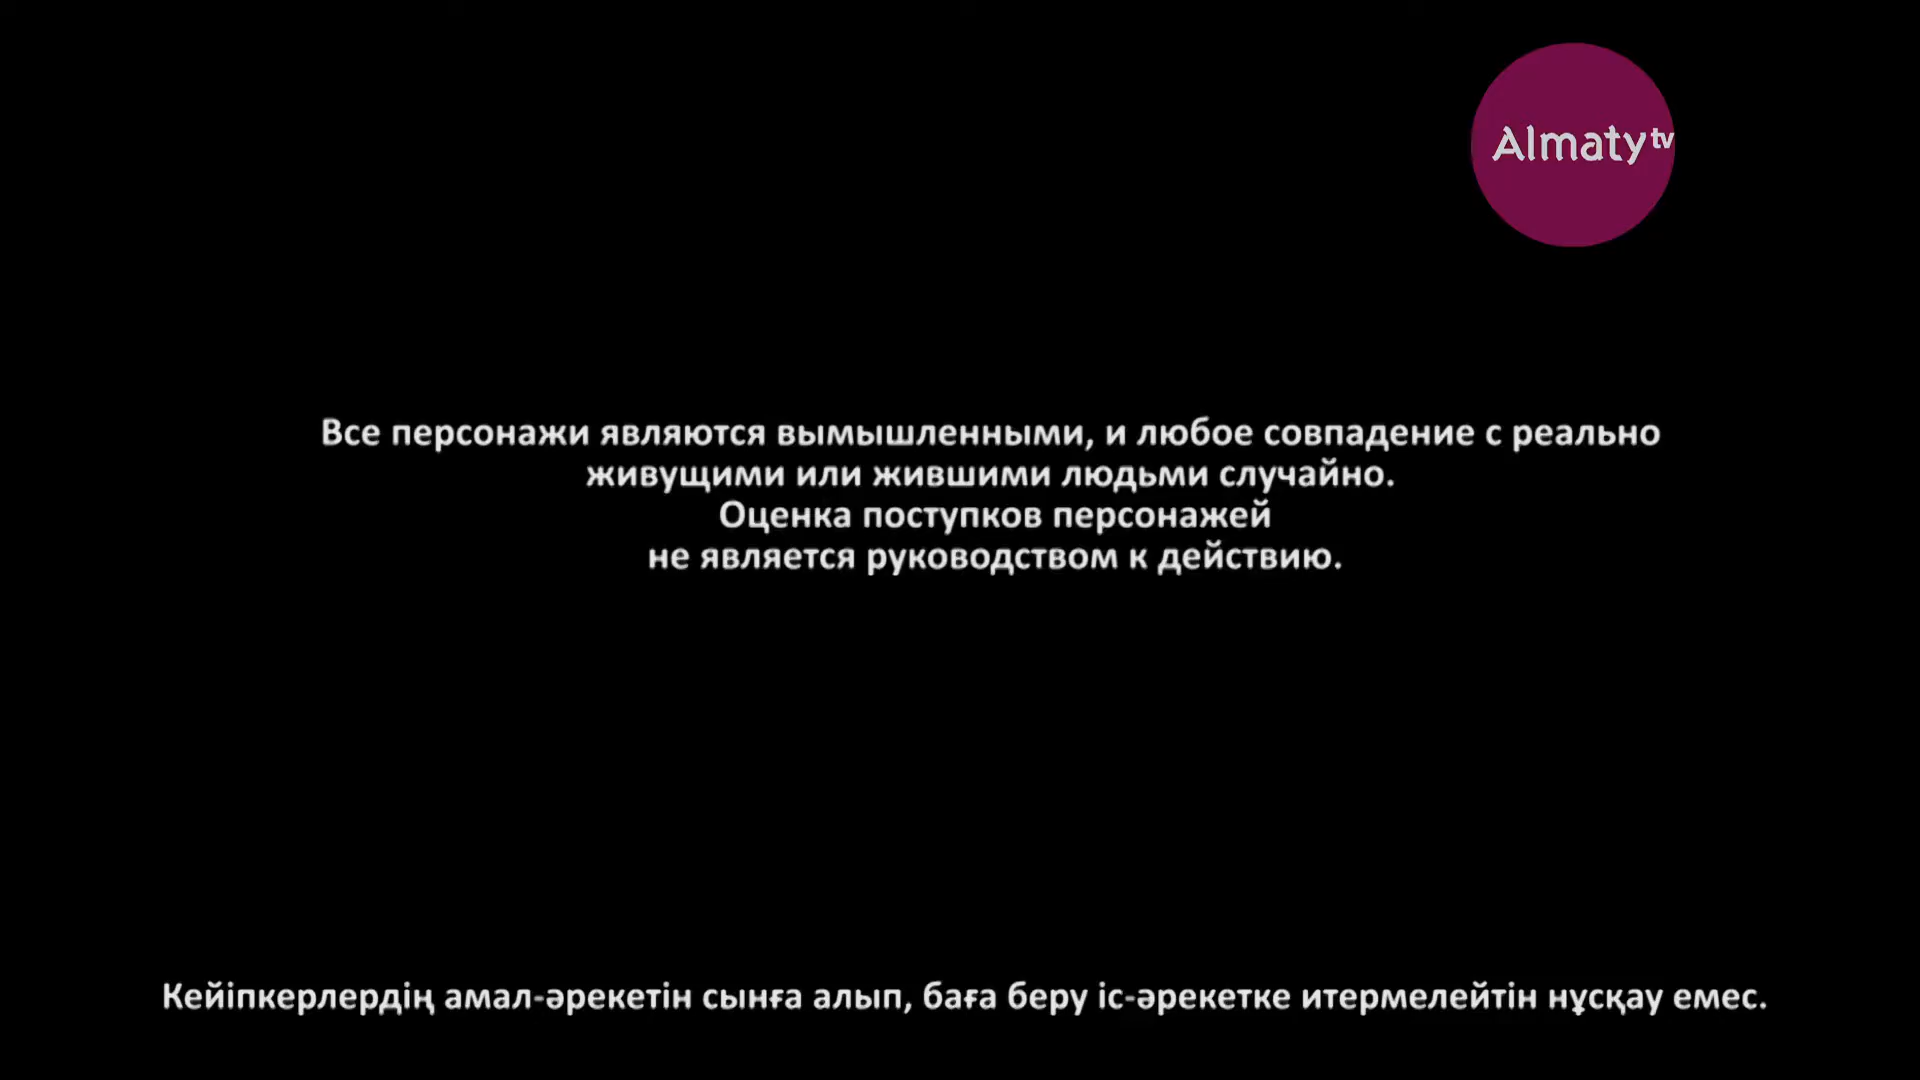 Almaty tv
Все персонажи являются вымышленными, и любое совпадение с реально
живущими или жившими людьми случайно.
Оценка поступков персонажей
не является руководством к действию.
Кейіпкерлердің амал-әрекетін сынға алып, баға беру іс-әрекетке итермелейтін нұсқау емес.